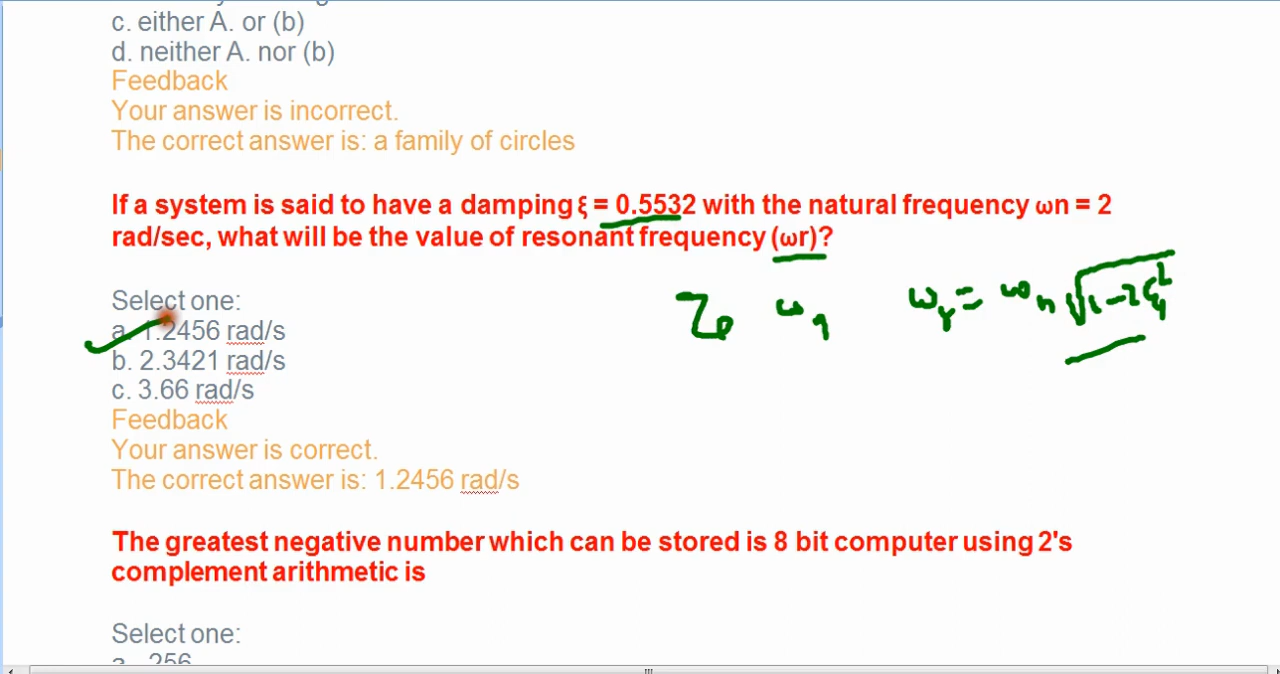 c. either A. or (b)
d. neither A. nor (b)
Feedback
Your answer is incorrect.
The correct answer is: a family of circles
If a system is said to have a damping ξ = 0.5532 with the natural frequency ωn = 2
rad/sec, what will be the value of resonant frequency (ωr)?
Select one:
a. 1.2456 rad/s
ωn ωr = ωn √1-2ξ²
b. 2.3421 rad/s
c. 3.66 rad/s
Feedback
Your answer is correct.
The correct answer is: 1.2456 rad/s
The greatest negative number which can be stored is 8 bit computer using 2's
complement arithmetic is
Select one: